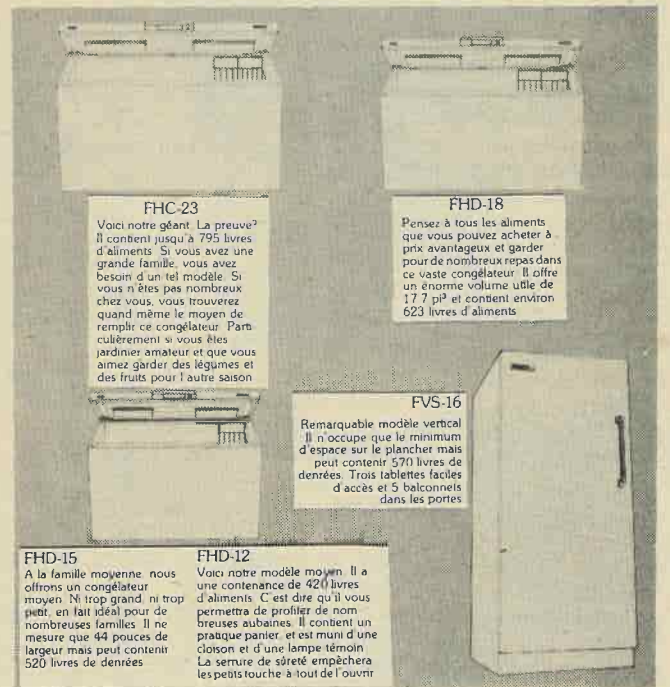 FHC-23
Voici notre géant La preuve?
Il contient jusqu'à 795 livres
d'aliments Si vous avez une
grande famille, vous avez
besoin d'un tel modèle. Si
vous n'êtes pas nombreux
chez vous, vous trouverez
quand même le moyen de
remplir ce congélateur. Parti
culièrement si vous êtes
jardinier amateur et que vous
aimez garder des légumes et
des fruits pour l'autre saison
FHD-18
Pensez à tous les aliments
que vous pouvez acheter à
prix avantageux et garder
pour de nombreux repas dans
ce vaste congélateur Il offre
un énorme volume utile de
17 7 pi³ et contient environ
623 livres d'aliments
FVS-16
Remarquable modèle vertical
Il n'occupe que le minimum
d'espace sur le plancher mais
peut contenir 570 livres de
denrées. Trois tablettes faciles
d'accès et 5 balconnets
dans les portes
FHD-15
A la famille moyenne nous
offrons un congélateur
moyen Ni trop grand ni trop
petit, en fait idéal pour de
nombreuses familles Il ne
mesure que 44 pouces de
largeur mais peut contenir
520 livres de denrées
FHD-12
Voici notre modèle moyen. Il a
une contenance de 420 livres
d'aliments C'est dire qu'il vous
permettra de profiter de nom
breuses aubaines Il contient un
pratique panier et est muni d'une
cloison et d'une lampe témoin
La serrure de sûreté empêchera
les petits touche à tout de l'ouvrir